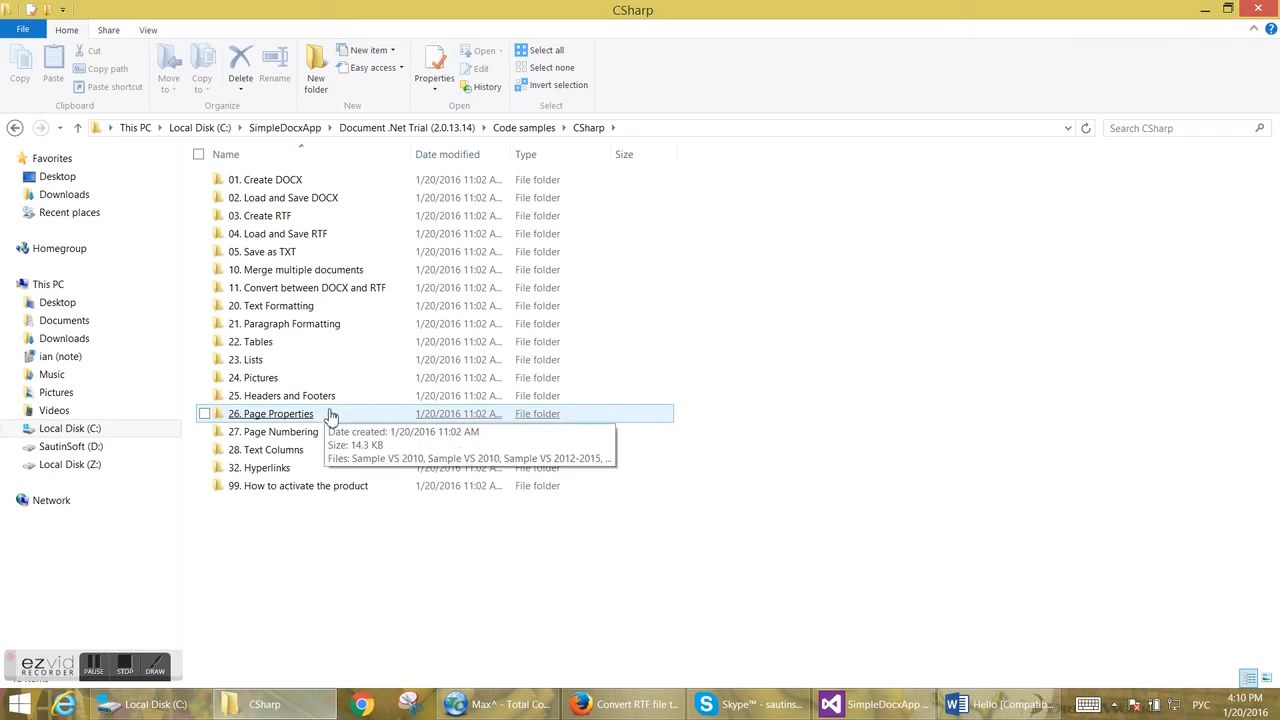 CSharp
File Home Share View
Copy Paste Cut Copy path Paste shortcut Move to Copy to Delete Rename New folder New item Easy access Properties Open Edit History Select all Select none Invert selection
Clipboard Organize New Open Select
This PC Local Disk (C:) SimpleDocxApp Document .Net Trial (2.0.13.14) Code samples CSharp Search CSharp
Name Date modified Type Size
Favorites
Desktop
Downloads
Recent places
Homegroup
This PC
Desktop
Documents
Downloads
ian (note)
Music
Pictures
Videos
Local Disk (C:)
SautinSoft (D:)
Local Disk (Z:)
Network
01. Create DOCX 1/20/2016 11:02 A... File folder
02. Load and Save DOCX 1/20/2016 11:02 A... File folder
03. Create RTF 1/20/2016 11:02 A... File folder
04. Load and Save RTF 1/20/2016 11:02 A... File folder
05. Save as TXT 1/20/2016 11:02 A... File folder
10. Merge multiple documents 1/20/2016 11:02 A... File folder
11. Convert between DOCX and RTF 1/20/2016 11:02 A... File folder
20. Text Formatting 1/20/2016 11:02 A... File folder
21. Paragraph Formatting 1/20/2016 11:02 A... File folder
22. Tables 1/20/2016 11:02 A... File folder
23. Lists 1/20/2016 11:02 A... File folder
24. Pictures 1/20/2016 11:02 A... File folder
25. Headers and Footers 1/20/2016 11:02 A... File folder
26. Page Properties 1/20/2016 11:02 A... File folder
27. Page Numbering
28. Text Columns
32. Hyperlinks 1/20/2016 11:02 A... File folder
99. How to activate the product 1/20/2016 11:02 A... File folder
Date created: 1/20/2016 11:02 AM
Size: 14.3 KB
Files: Sample VS 2010, Sample VS 2010, Sample VS 2012-2015, ...
ezvid
RECORDER
PAUSE STOP DRAW
Local Disk (C:) CSharp Max^ - Total Co... Convert RTF file t... Skype™ - sautins... SimpleDocxApp ... Hello [Compatib... РУС
4:10 PM
1/20/2016